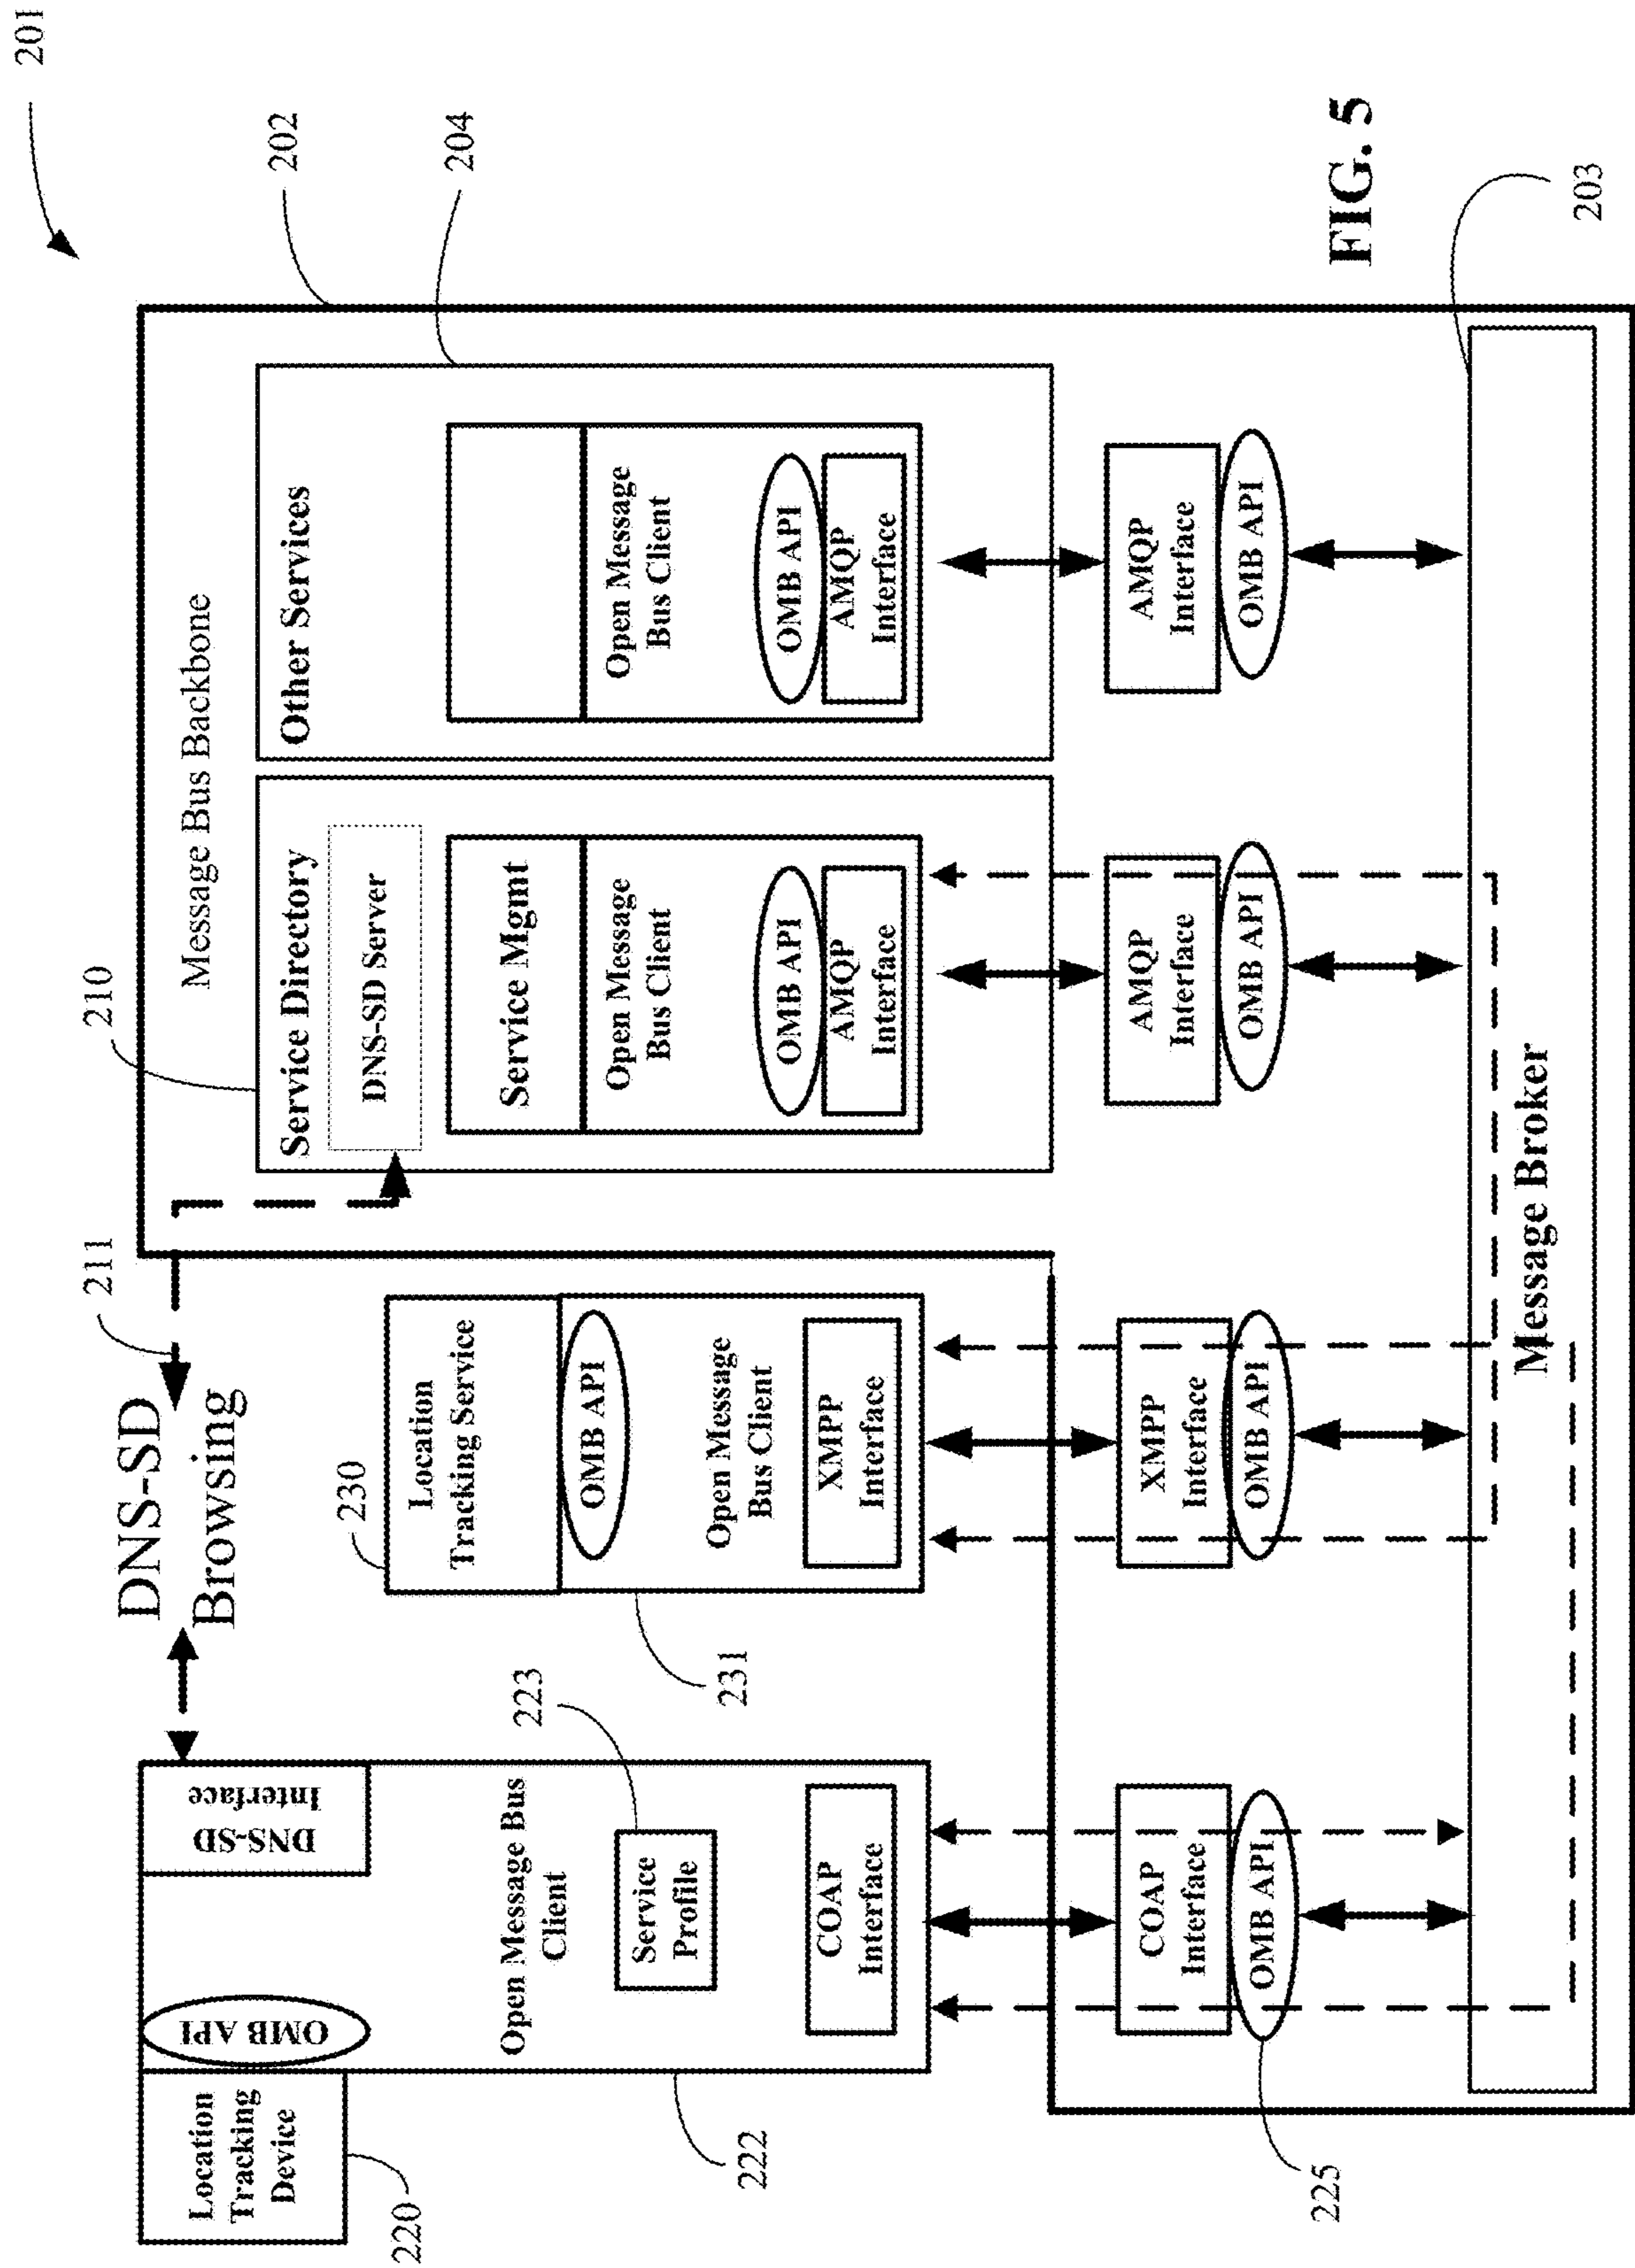 201
202
204
210
211
Message Bus Backbone
DNS-SD
Browsing
Service Directory
DNS-SD Server
Service Mgmt
Open Message
Bus Client
OMB API
AMQP
Interface
Other Services
Open Message
Bus Client
OMB API
AMQP
Interface
Location
Tracking
Device
220
OMB API
DNS-SD
Interface
Open Message Bus
Client
222
Service
Profile
223
COAP
Interface
230
Location
Tracking Service
OMB API
Open Message
Bus Client
231
XMPP
Interface
COAP
Interface
OMB API
225
XMPP
Interface
OMB API
AMQP
Interface
OMB API
AMQP
Interface
OMB API
Message Broker
203
FIG. 5